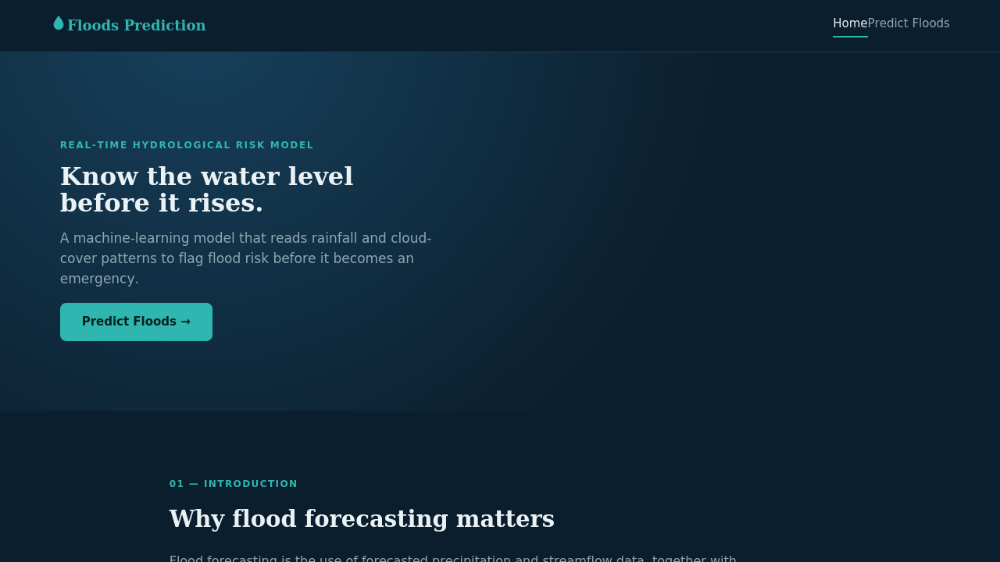 Floods Prediction
Home
Predict Floods
REAL-TIME HYDROLOGICAL RISK MODEL
Know the water level
before it rises.
A machine-learning model that reads rainfall and cloud-
cover patterns to flag flood risk before it becomes an
emergency.
Predict Floods →
01 — INTRODUCTION
Why flood forecasting matters
Flood forecasting is the use of forecasted precipitation and streamflow data, together with